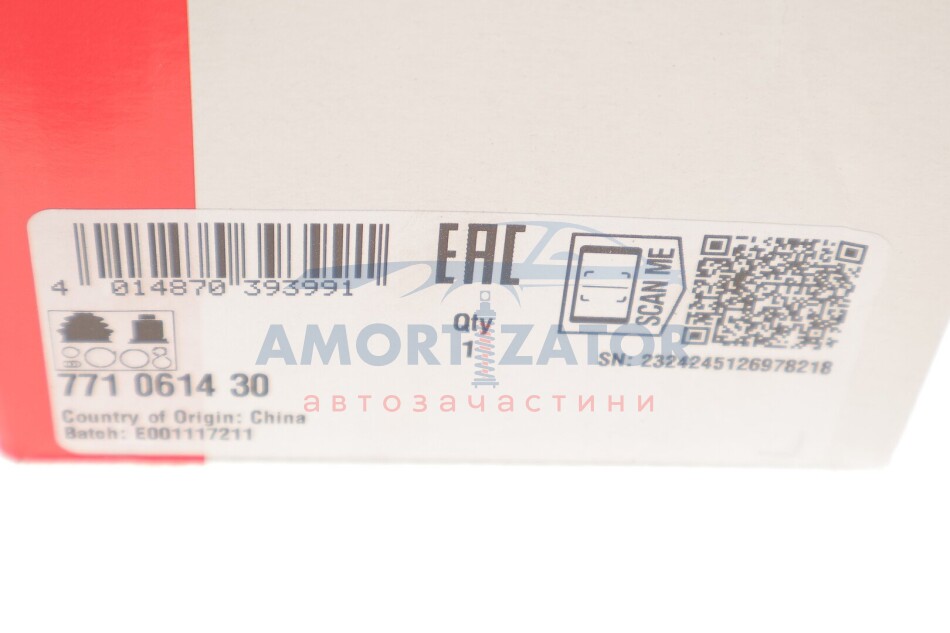 4 014870 393991
EAC
SCAN ME
Qty
1
AMORTIZATOR
автозачастини
SN: 2324245126978218
771 0614 30
Country of Origin: China
Batch: E001117211